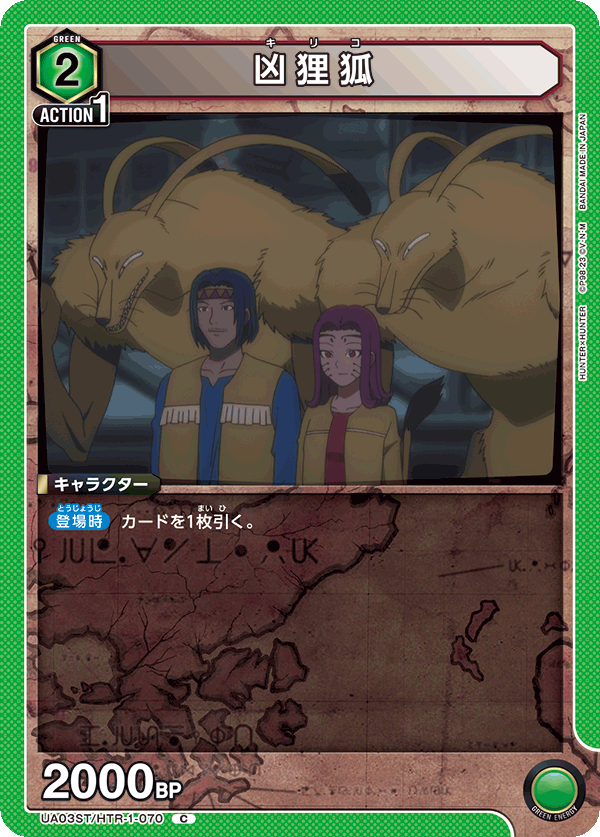 GREEN
2
ACTION1
キリコ
凶狸狐
BANDAI MADE IN JAPAN
©P98-23 ©V・N・M
HUNTER×HUNTER
キャラクター
とうじょうじ まい ひ
登場時 カードを1枚引く。
2000BP
UA03ST/HTR-1-070 C
GREEN ENERGY